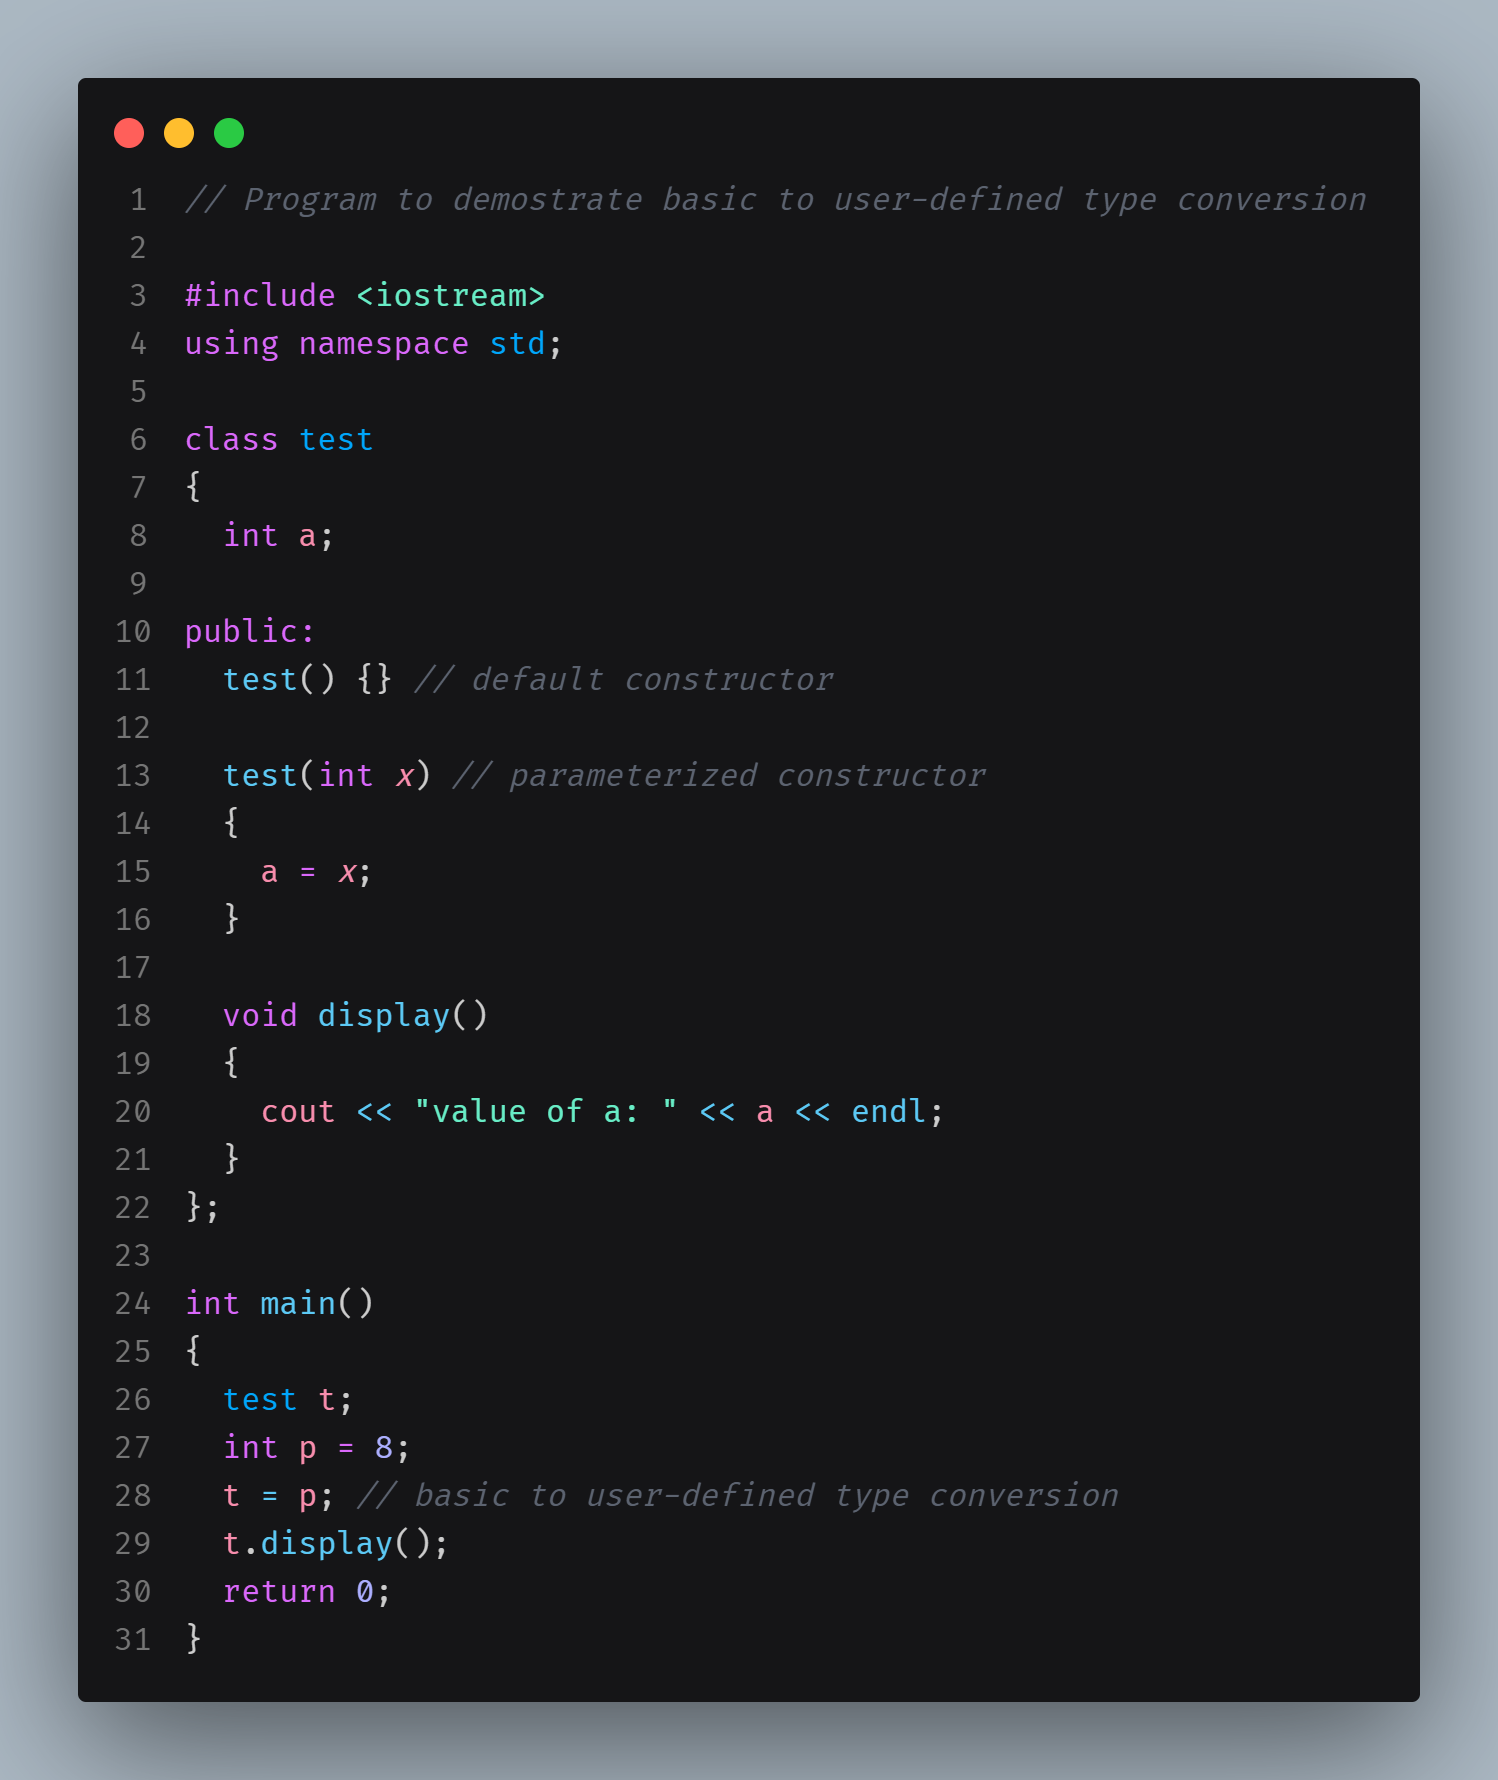 1 // Program to demostrate basic to user-defined type conversion
2
3 #include <iostream>
4 using namespace std;
5
6 class test
7 {
8   int a;
9
10 public:
11   test() {} // default constructor
12
13   test(int x) // parameterized constructor
14   {
15     a = x;
16   }
17
18   void display()
19   {
20     cout << "value of a: " << a << endl;
21   }
22 };
23
24 int main()
25 {
26   test t;
27   int p = 8;
28   t = p; // basic to user-defined type conversion
29   t.display();
30   return 0;
31 }